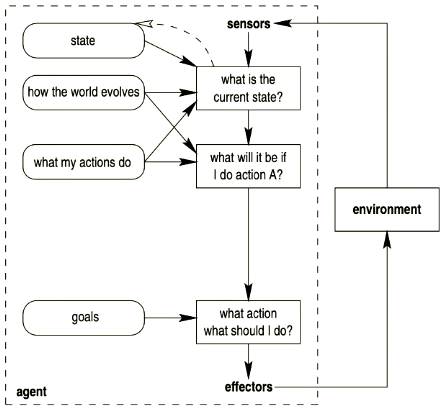 sensors
state
what is the
current state?
how the world evolves
what my actions do
what will it be if
I do action A?
environment
goals
what action
what should I do?
agent
effectors